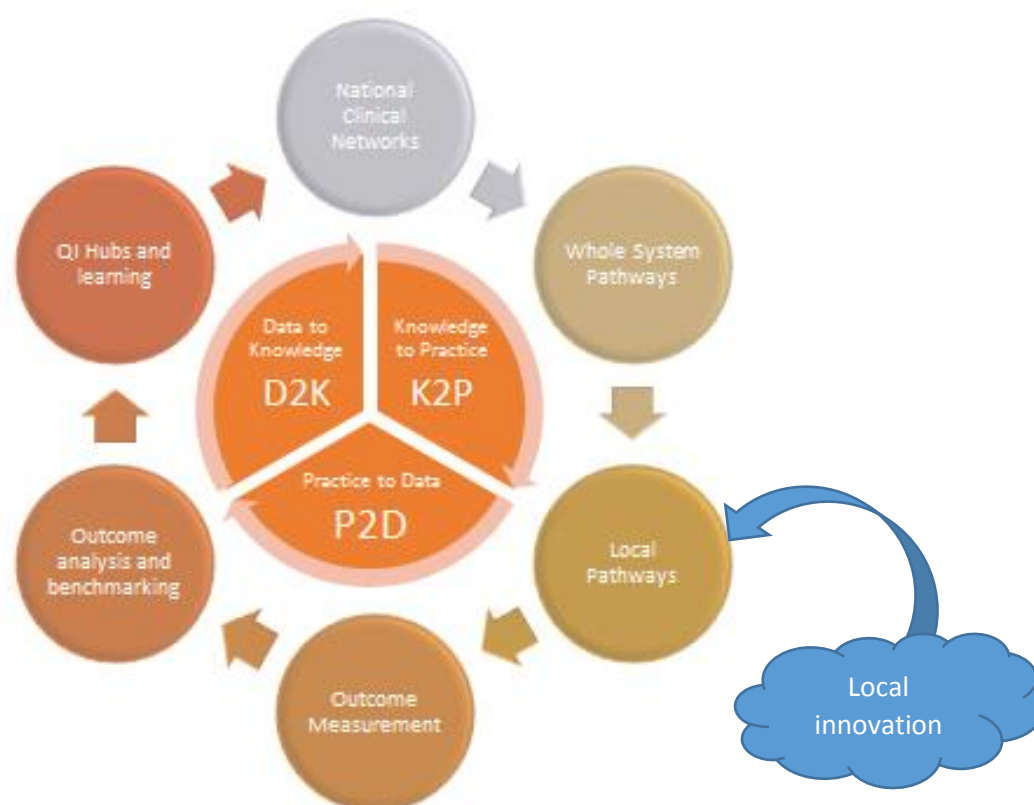 National
Clinical
Networks
Whole System
Pathways
Local
Pathways
Outcome
Measurement
Outcome
analysis and
benchmarking
QI Hubs and
learning
Data to
Knowledge
D2K
Knowledge
to Practice
K2P
Practice to Data
P2D
Local
innovation